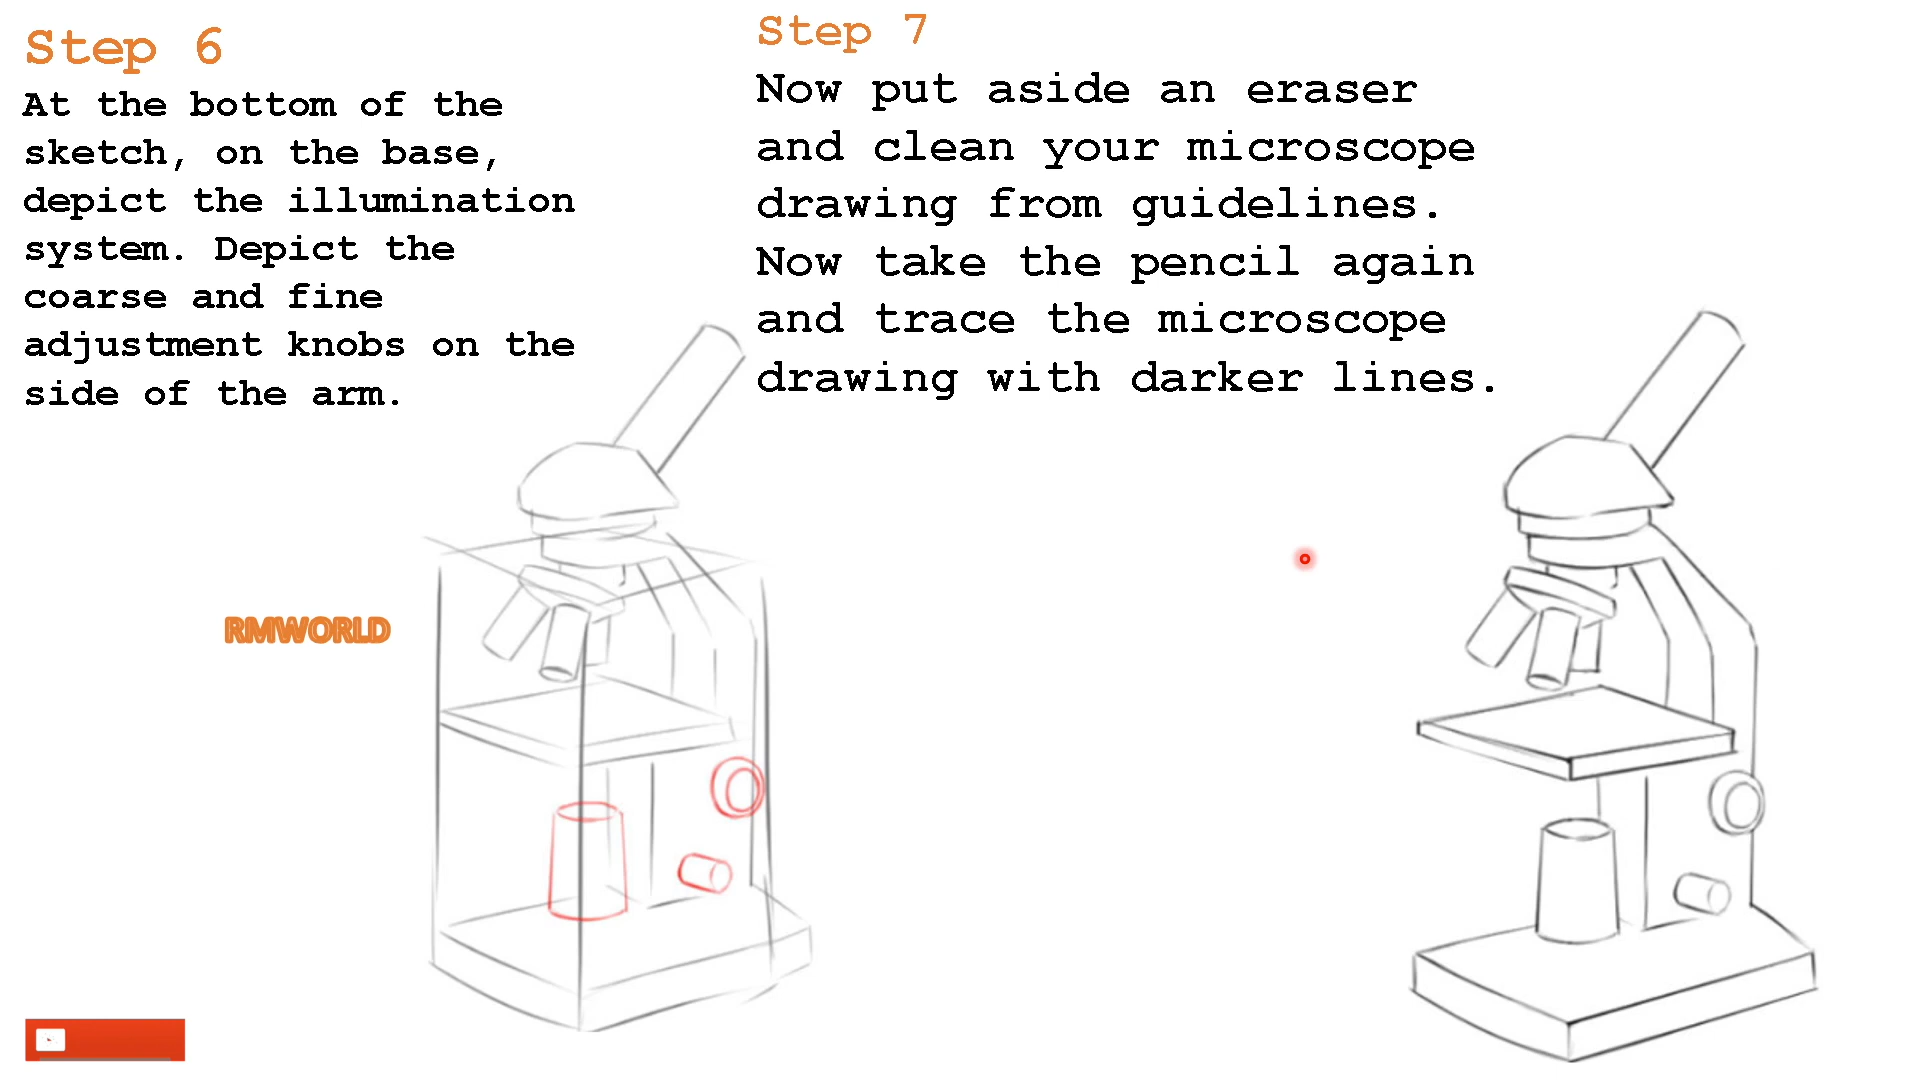 Step 6
At the bottom of the
sketch, on the base,
depict the illumination
system. Depict the
coarse and fine
adjustment knobs on the
side of the arm.
Step 7
Now put aside an eraser
and clean your microscope
drawing from guidelines.
Now take the pencil again
and trace the microscope
drawing with darker lines.
RMWORLD